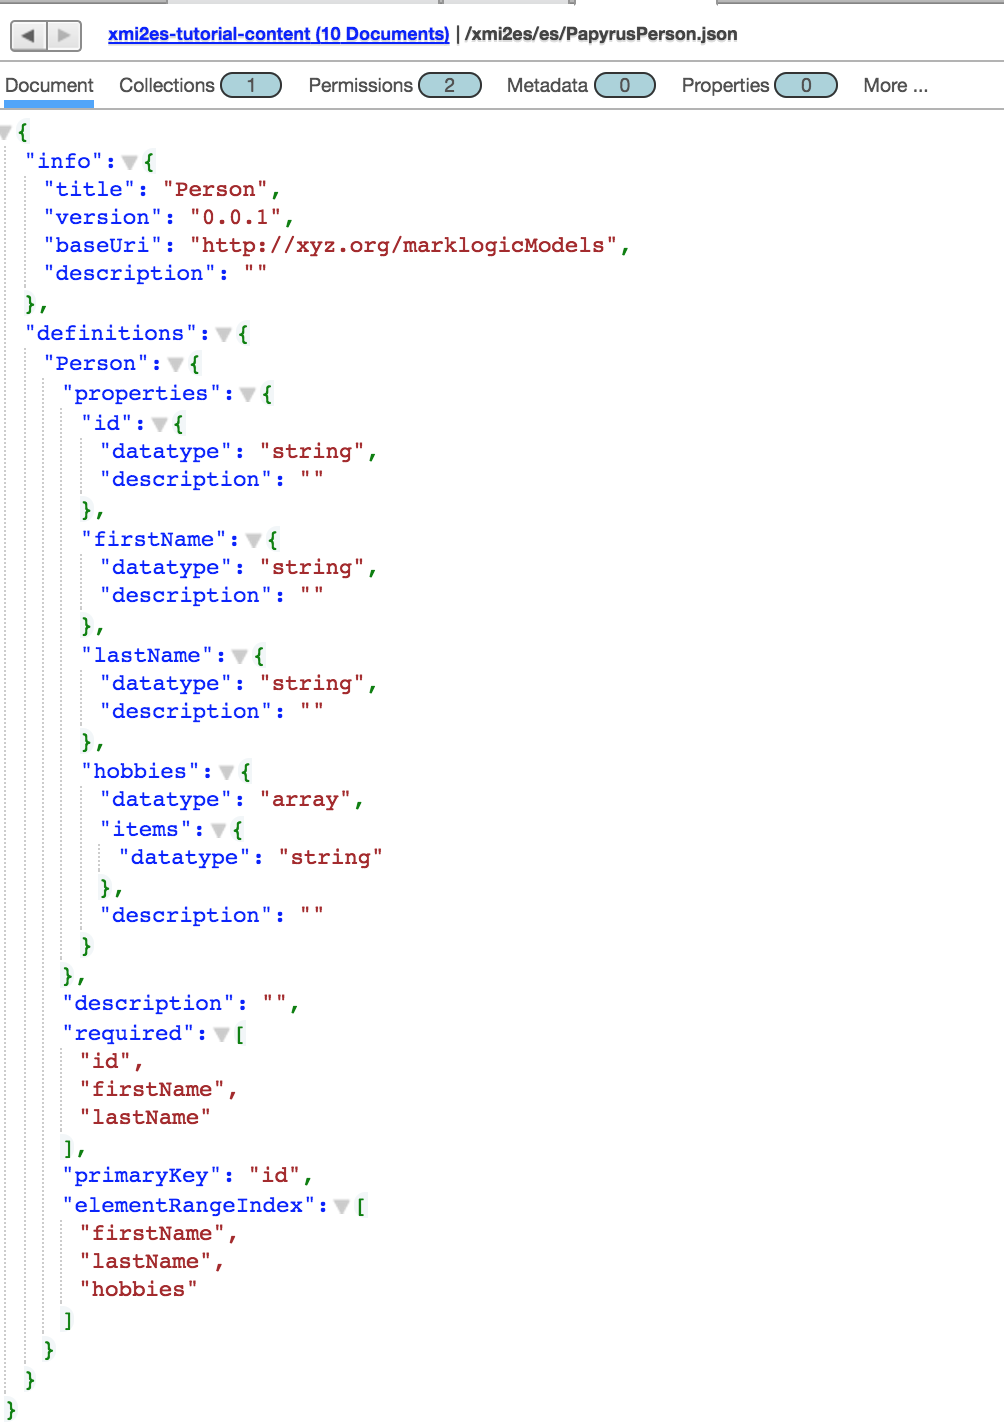 xmi2es-tutorial-content (10 Documents) | /xmi2es/es/PapyrusPerson.json
Document Collections 1 Permissions 2 Metadata 0 Properties 0 More ...
{
"info": {
"title": "Person",
"version": "0.0.1",
"baseUri": "http://xyz.org/marklogicModels",
"description": ""
},
"definitions": {
"Person": {
"properties": {
"id": {
"datatype": "string",
"description": ""
},
"firstName": {
"datatype": "string",
"description": ""
},
"lastName": {
"datatype": "string",
"description": ""
},
"hobbies": {
"datatype": "array",
"items": {
"datatype": "string"
},
"description": ""
}
},
"description": "",
"required": [
"id",
"firstName",
"lastName"
],
"primaryKey": "id",
"elementRangeIndex": [
"firstName",
"lastName",
"hobbies"
]
}
}
}